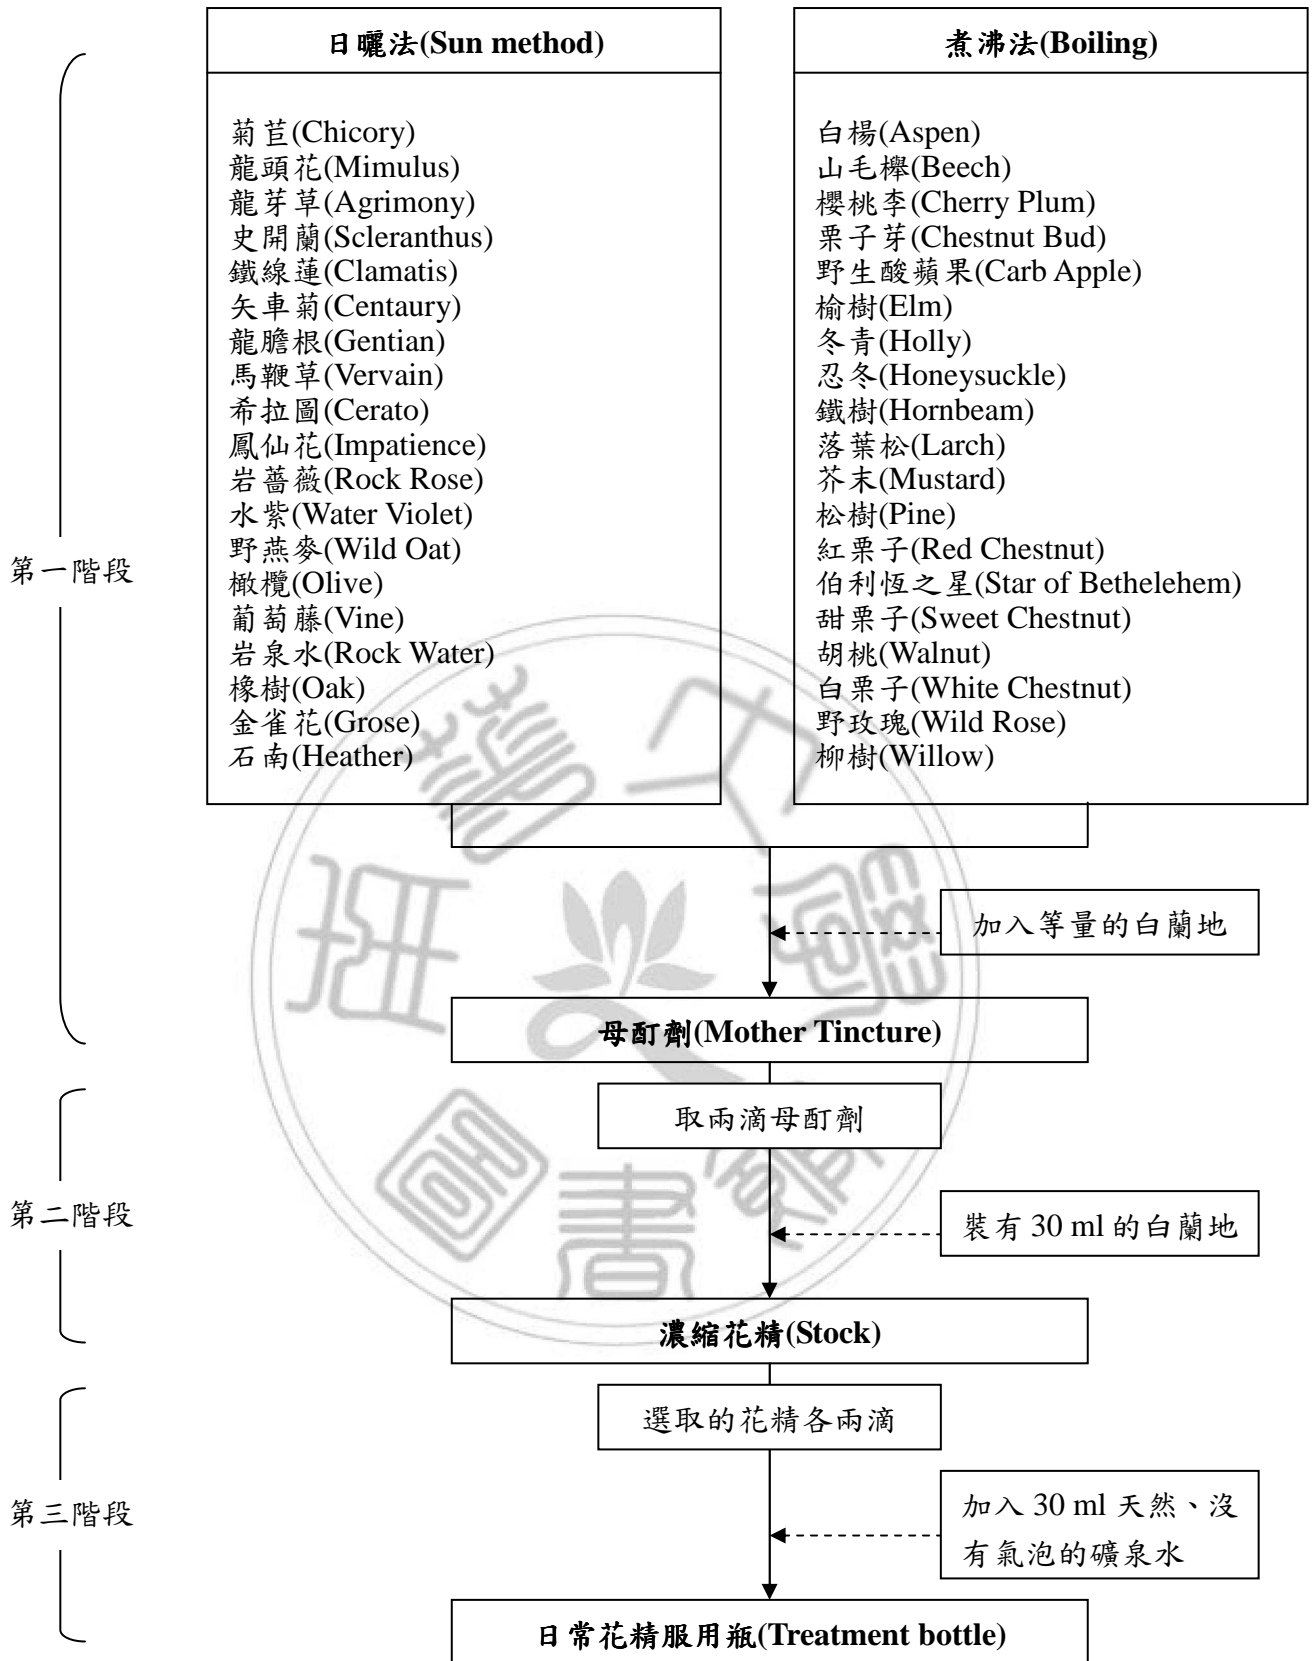 日曬法(Sun method)
菊苣(Chicory)
龍頭花(Mimulus)
龍芽草(Agrimony)
史開蘭(Scleranthus)
鐵線蓮(Clamatis)
矢車菊(Centaury)
龍膽根(Gentian)
馬鞭草(Vervain)
希拉圖(Cerato)
鳳仙花(Impatience)
岩薔薇(Rock Rose)
水紫(Water Violet)
野燕麥(Wild Oat)
橄欖(Olive)
葡萄藤(Vine)
岩泉水(Rock Water)
橡樹(Oak)
金雀花(Grose)
石南(Heather)
煮沸法(Boiling)
白楊(Aspen)
山毛櫸(Beech)
櫻桃李(Cherry Plum)
栗子芽(Chestnut Bud)
野生酸蘋果(Carb Apple)
榆樹(Elm)
冬青(Holly)
忍冬(Honeysuckle)
鐵樹(Hornbeam)
落葉松(Larch)
芥末(Mustard)
松樹(Pine)
紅栗子(Red Chestnut)
伯利恆之星(Star of Bethelehem)
甜栗子(Sweet Chestnut)
胡桃(Walnut)
白栗子(White Chestnut)
野玫瑰(Wild Rose)
柳樹(Willow)
第一階段
加入等量的白蘭地
母酊劑(Mother Tincture)
取兩滴母酊劑
第二階段
裝有 30 ml 的白蘭地
濃縮花精(Stock)
選取的花精各兩滴
第三階段
加入 30 ml 天然、沒
有氣泡的礦泉水
日常花精服用瓶(Treatment bottle)